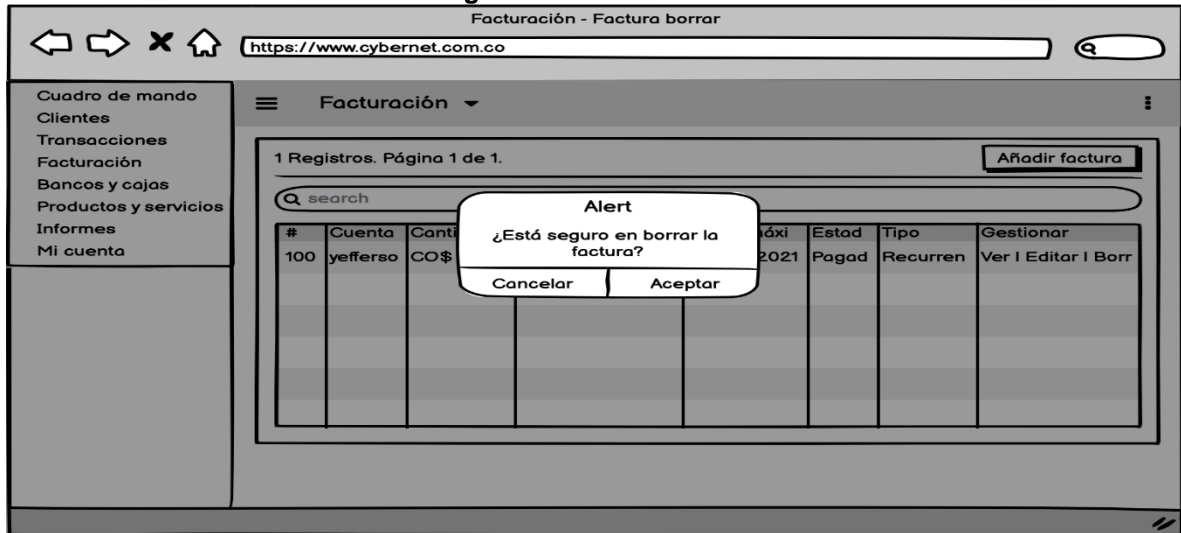 Facturación - Factura borrar
https://www.cybernet.com.co
Cuadro de mando
Clientes
Transacciones
Facturación
Bancos y cajas
Productos y servicios
Informes
Mi cuenta
Facturación
1 Registros. Página 1 de 1.
Añadir factura
search
Alert
¿Está seguro en borrar la
factura?
Cancelar Aceptar
# Cuenta Canti áxi Estad Tipo Gestionar
100 yefferso CO$ 2021 Pagad Recurren Ver I Editar I Borr